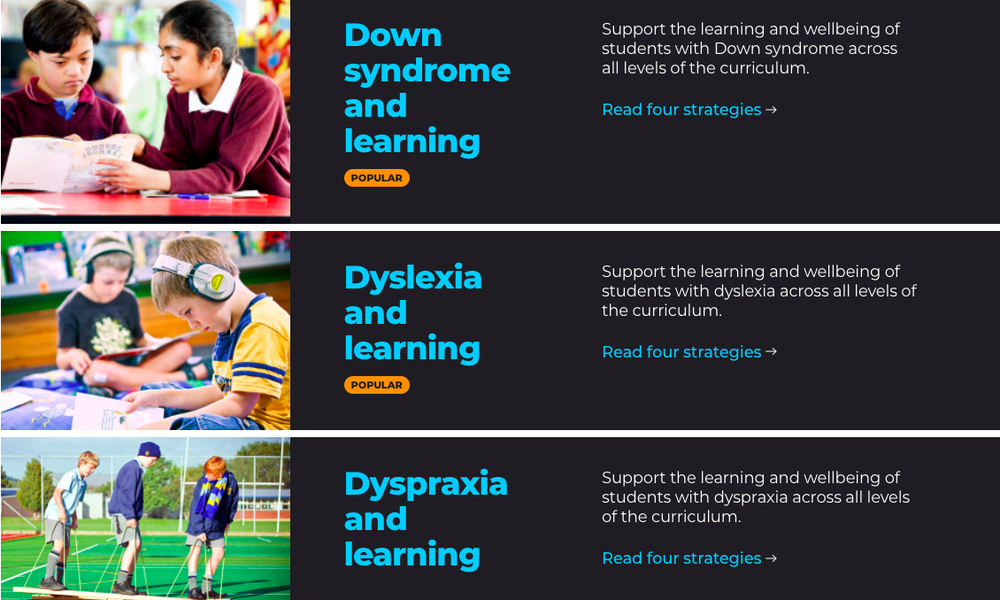 Down
syndrome
and
learning
POPULAR
Support the learning and wellbeing of
students with Down syndrome across
all levels of the curriculum.
Read four strategies →
Dyslexia
and
learning
POPULAR
Support the learning and wellbeing of
students with dyslexia across all levels of
the curriculum.
Read four strategies →
Dyspraxia
and
learning
Support the learning and wellbeing of
students with dyspraxia across all levels
of the curriculum.
Read four strategies →